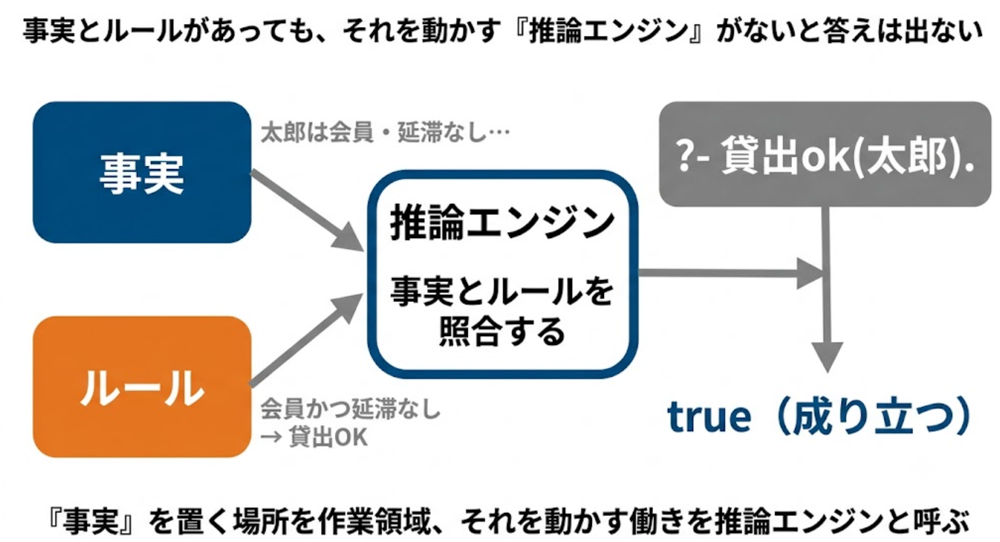 事実とルールがあっても、それを動かす『推論エンジン』がないと答えは出ない
事実
太郎は会員・延滞なし…
?- 貸出ok(太郎).
推論エンジン
事実とルールを
照合する
ルール
会員かつ延滞なし
→ 貸出OK
true（成り立つ）
『事実』を置く場所を作業領域、それを動かす働きを推論エンジンと呼ぶ